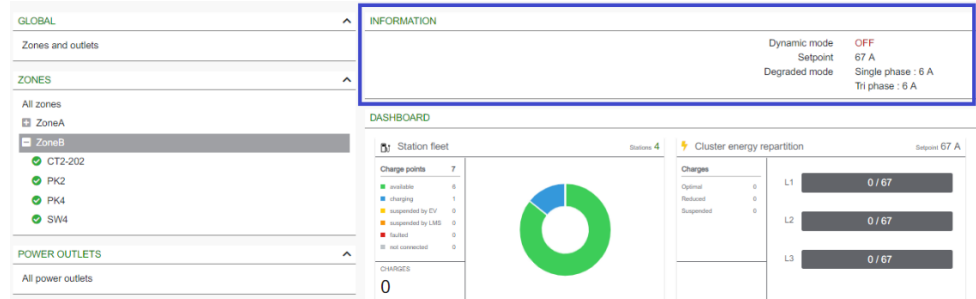 GLOBAL
Zones and outlets
ZONES
All zones
ZoneA
ZoneB
CT2-202
PK2
PK4
SW4
POWER OUTLETS
All power outlets
INFORMATION
Dynamic mode OFF
Setpoint 67 A
Degraded mode Single phase : 6 A
Tri phase : 6 A
DASHBOARD
Station fleet Stations 4
Charge points 7
available 6
charging 1
suspended by EV 0
suspended by LMS 0
faulted 0
not connected 0
CHARGES
0
Cluster energy repartition Setpoint 67 A
Charges
Optimal 0
Reduced 0
Suspended 0
L1 0 / 67
L2 0 / 67
L3 0 / 67